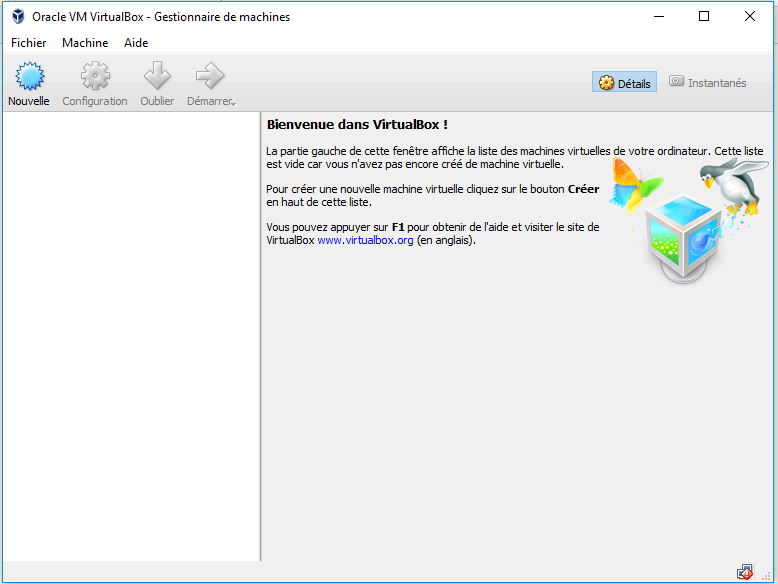 Oracle VM VirtualBox - Gestionnaire de machines
Fichier Machine Aide
Nouvelle Configuration Oublier Démarrer
Détails Instantanés
Bienvenue dans VirtualBox !
La partie gauche de cette fenêtre affiche la liste des machines virtuelles de votre ordinateur. Cette liste
est vide car vous n'avez pas encore créé de machine virtuelle.
Pour créer une nouvelle machine virtuelle cliquez sur le bouton Créer
en haut de cette liste.
Vous pouvez appuyer sur F1 pour obtenir de l'aide et visiter le site de
VirtualBox www.virtualbox.org (en anglais).